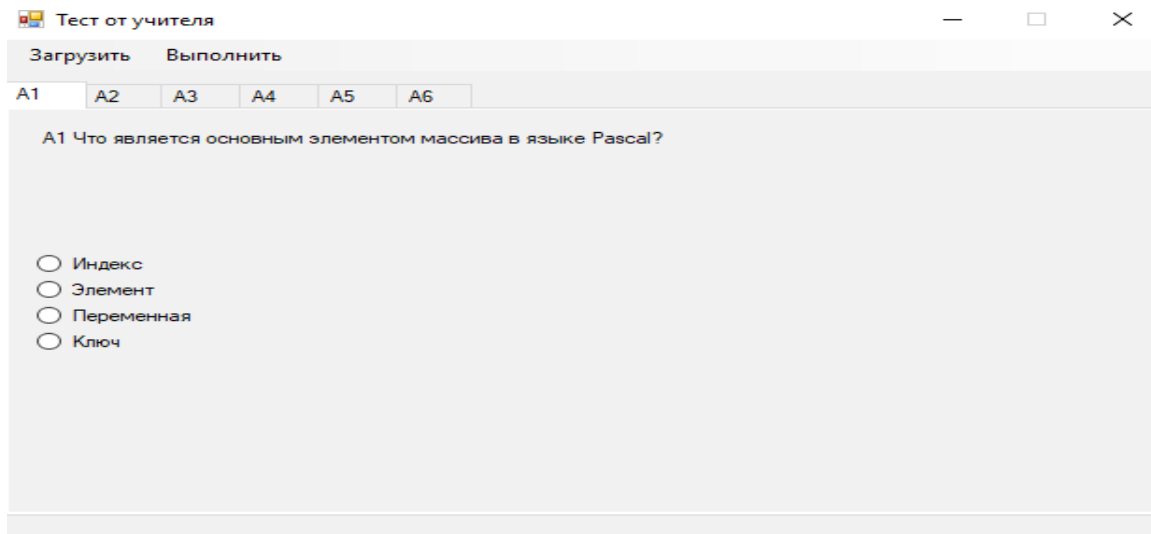 Тест от учителя
Загрузить Выполнить
A1 A2 A3 A4 A5 A6
A1 Что является основным элементом массива в языке Pascal?
Индекс
Элемент
Переменная
Ключ